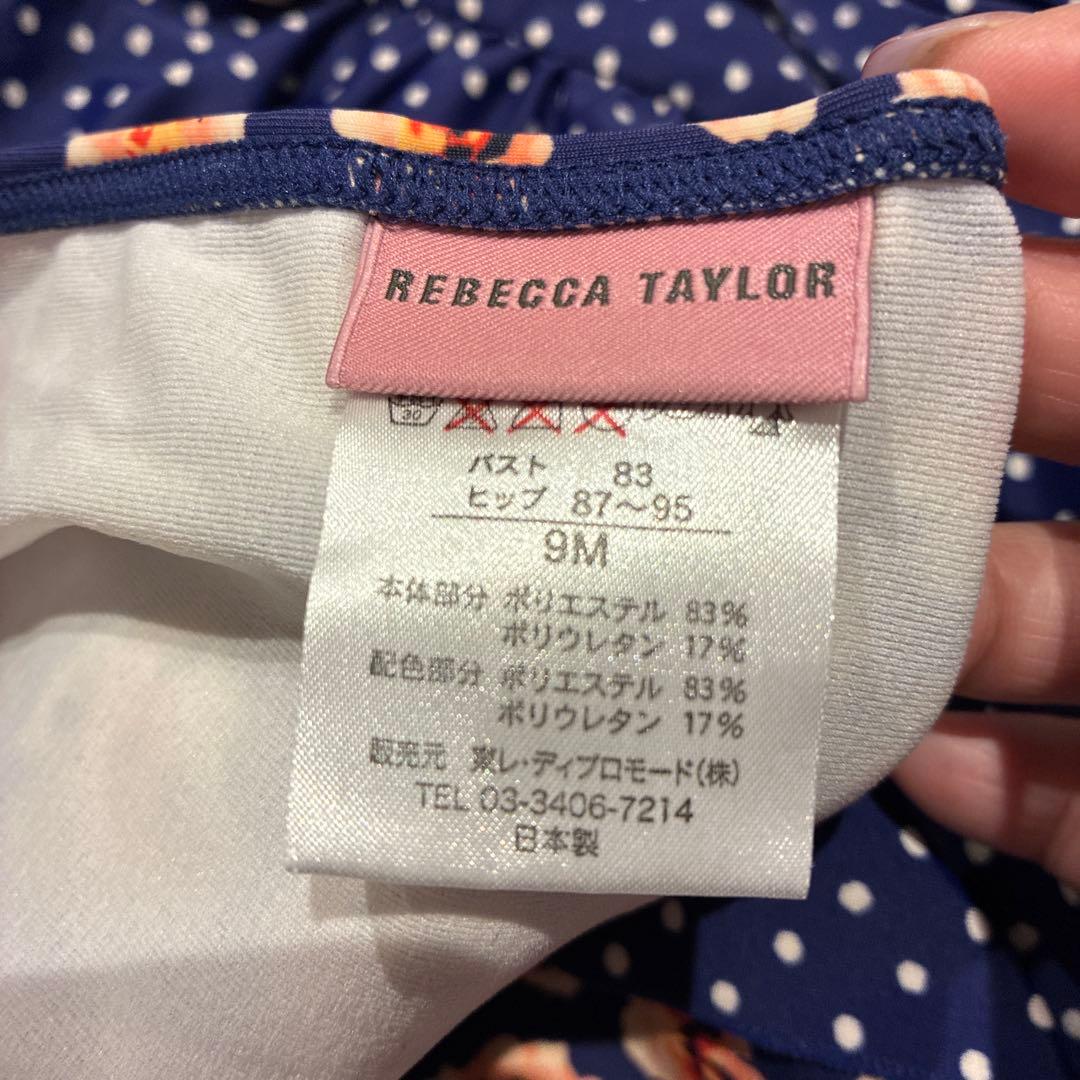 REBECCA TAYLOR
30
バスト 83
ヒップ 87〜95
9M
本体部分 ポリエステル 83%
ポリウレタン 17%
配色部分 ポリエステル 83%
ポリウレタン 17%
販売元 東レ・ディプロモード(株)
TEL 03-3406-7214
日本製